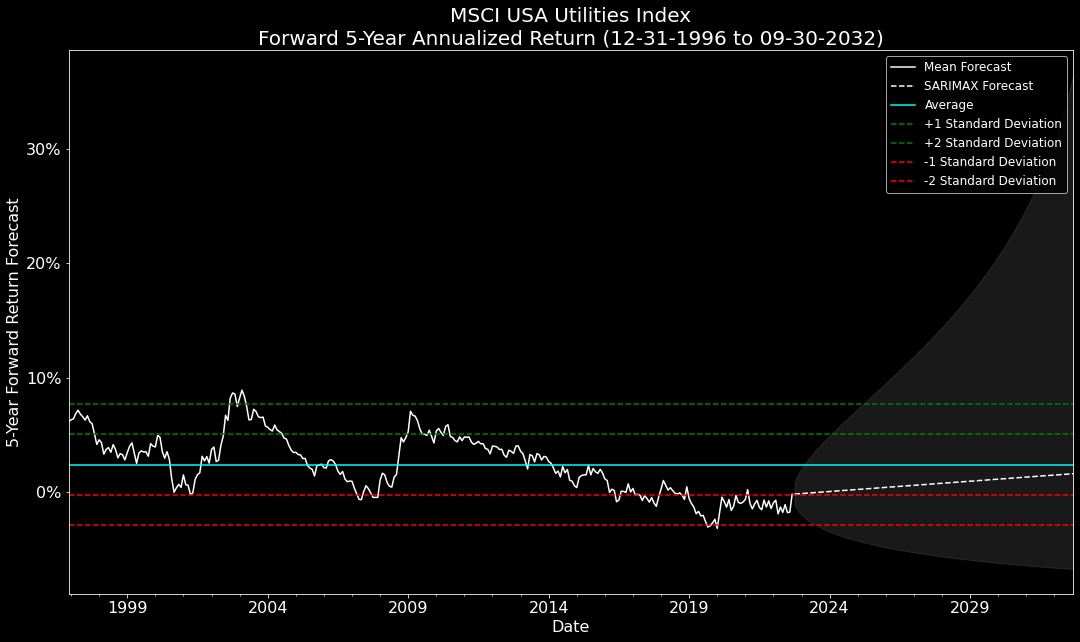 MSCI USA Utilities Index
Forward 5-Year Annualized Return (12-31-1996 to 09-30-2032)
Mean Forecast
SARIMAX Forecast
Average
+1 Standard Deviation
+2 Standard Deviation
-1 Standard Deviation
-2 Standard Deviation
5-Year Forward Return Forecast
30%
20%
10%
0%
1999
2004
2009
2014
2019
2024
2029
Date